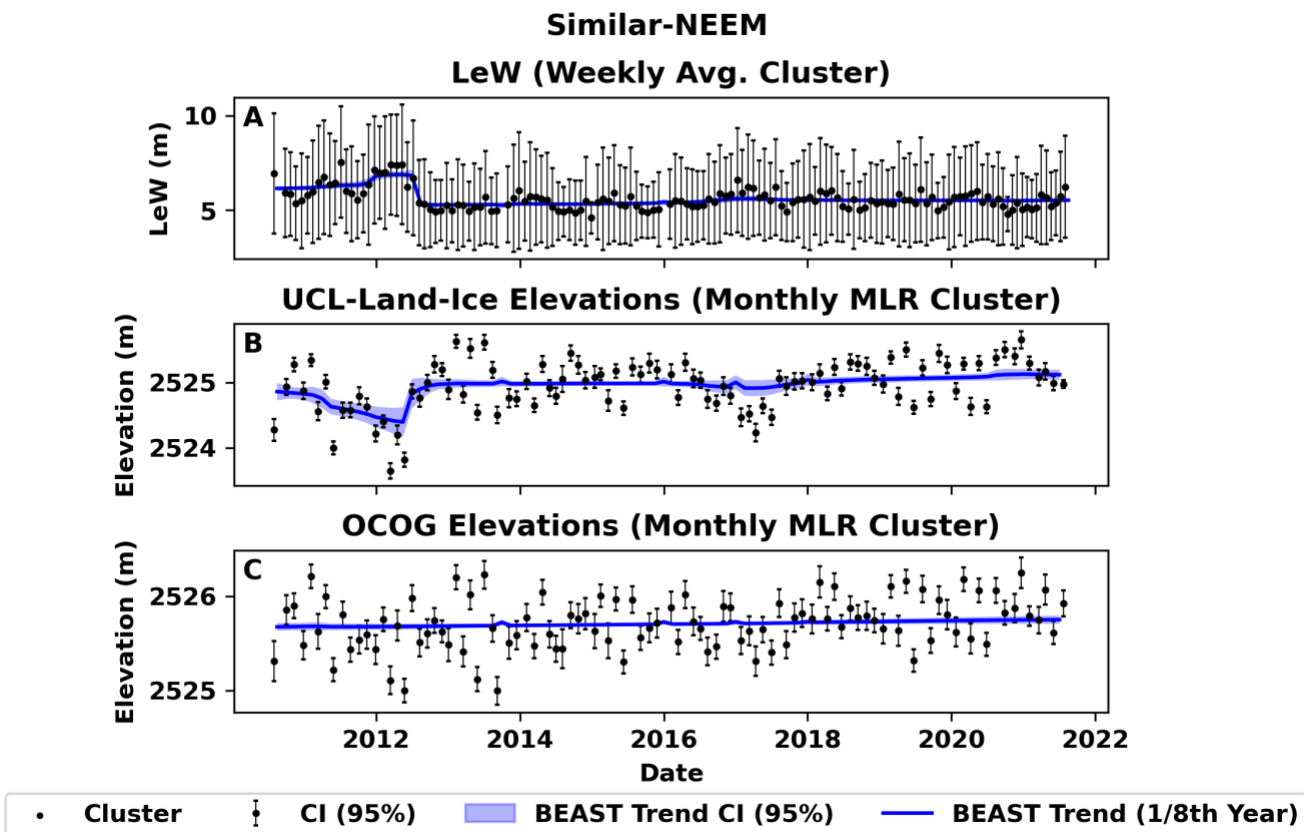 Similar-NEEM
LeW (Weekly Avg. Cluster)
A
10
5
LeW (m)
UCL-Land-Ice Elevations (Monthly MLR Cluster)
B
2525
2524
Elevation (m)
OCOG Elevations (Monthly MLR Cluster)
C
2526
2525
Elevation (m)
2012 2014 2016 2018 2020 2022
Date
Cluster CI (95%) BEAST Trend CI (95%) BEAST Trend (1/8th Year)